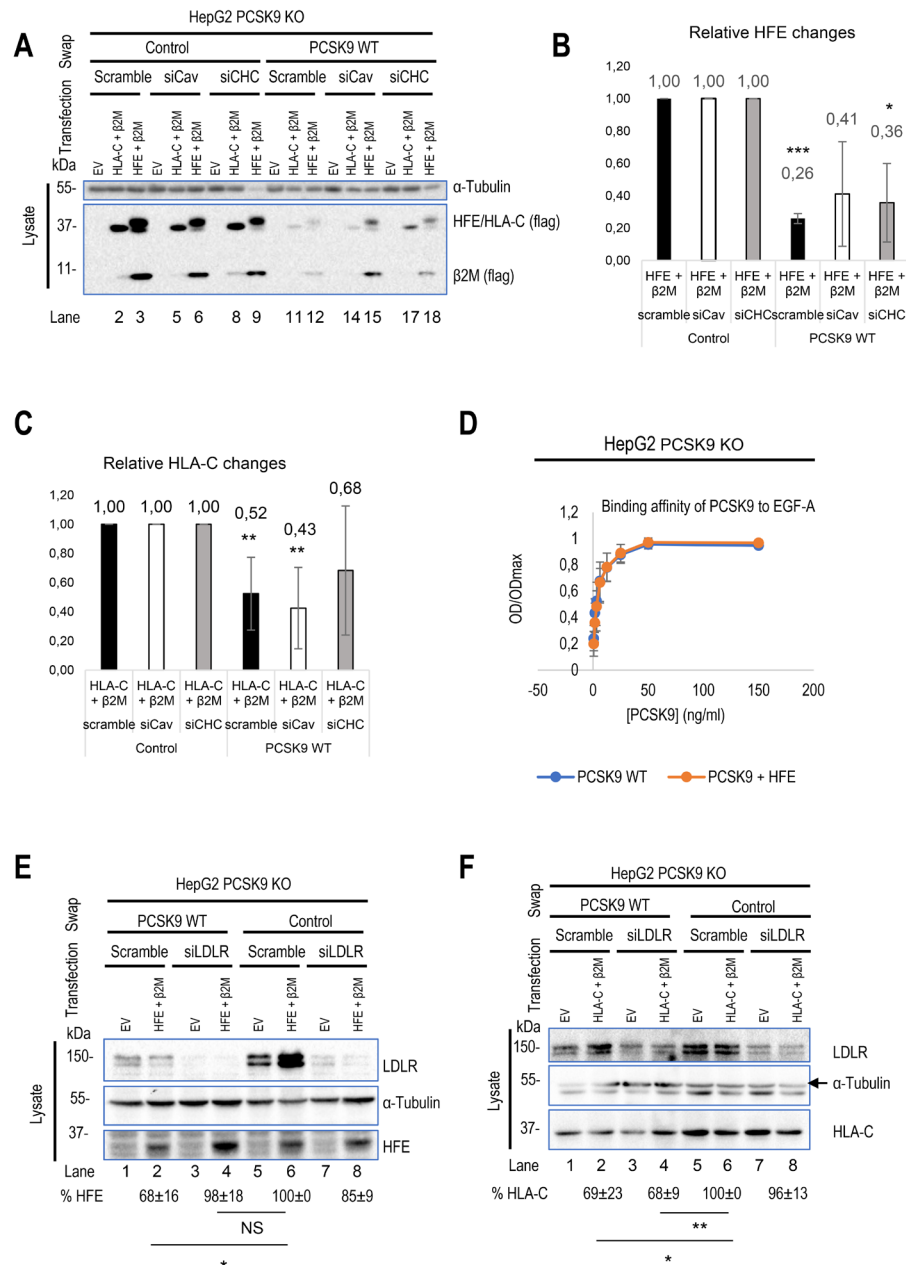 A
HepG2 PCSK9 KO
Swap
Control
PCSK9 WT
Transfection
Scramble
siCav
siCHC
Scramble
siCav
siCHC
EV
HLA-C + β2M
HFE + β2M
EV
HLA-C + β2M
HFE + β2M
EV
HLA-C + β2M
HFE + β2M
EV
HLA-C + β2M
HFE + β2M
EV
HLA-C + β2M
HFE + β2M
EV
HLA-C + β2M
HFE + β2M
kDa
55-
α-Tubulin
Lysate
37-
HFE/HLA-C (flag)
11-
β2M (flag)
Lane 2 3 5 6 8 9 11 12 14 15 17 18
B
Relative HFE changes
1,00 1,00 1,00
*** 0,26
0,41
* 0,36
1,20
1,00
0,80
0,60
0,40
0,20
0,00
HFE + β2M HFE + β2M HFE + β2M HFE + β2M HFE + β2M HFE + β2M
scramble siCav siCHC scramble siCav siCHC
Control PCSK9 WT
C
Relative HLA-C changes
1,00 1,00 1,00
0,52 **
0,43 **
0,68
1,20
1,00
0,80
0,60
0,40
0,20
0,00
HLA-C + β2M HLA-C + β2M HLA-C + β2M HLA-C + β2M HLA-C + β2M HLA-C + β2M
scramble siCav siCHC scramble siCav siCHC
Control PCSK9 WT
D
HepG2 PCSK9 KO
Binding affinity of PCSK9 to EGF-A
OD/ODmax
1,2
1
0,8
0,6
0,4
0,2
0
-50 0 50 100 150 200
[PCSK9] (ng/ml)
PCSK9 WT PCSK9 + HFE
E
HepG2 PCSK9 KO
Swap
PCSK9 WT Control
Transfection
Scramble siLDLR Scramble siLDLR
EV
HFE + β2M
EV
HFE + β2M
EV
HFE + β2M
EV
HFE + β2M
kDa
150-
LDLR
Lysate
55-
α-Tubulin
37-
HFE
Lane 1 2 3 4 5 6 7 8
% HFE 68±16 98±18 100±0 85±9
NS
*
F
HepG2 PCSK9 KO
Swap
PCSK9 WT Control
Transfection
Scramble siLDLR Scramble siLDLR
EV
HLA-C + β2M
EV
HLA-C + β2M
EV
HLA-C + β2M
EV
HLA-C + β2M
kDa
150-
LDLR
Lysate
55-
α-Tubulin
37-
HLA-C
Lane 1 2 3 4 5 6 7 8
% HLA-C 69±23 68±9 100±0 96±13
**
*